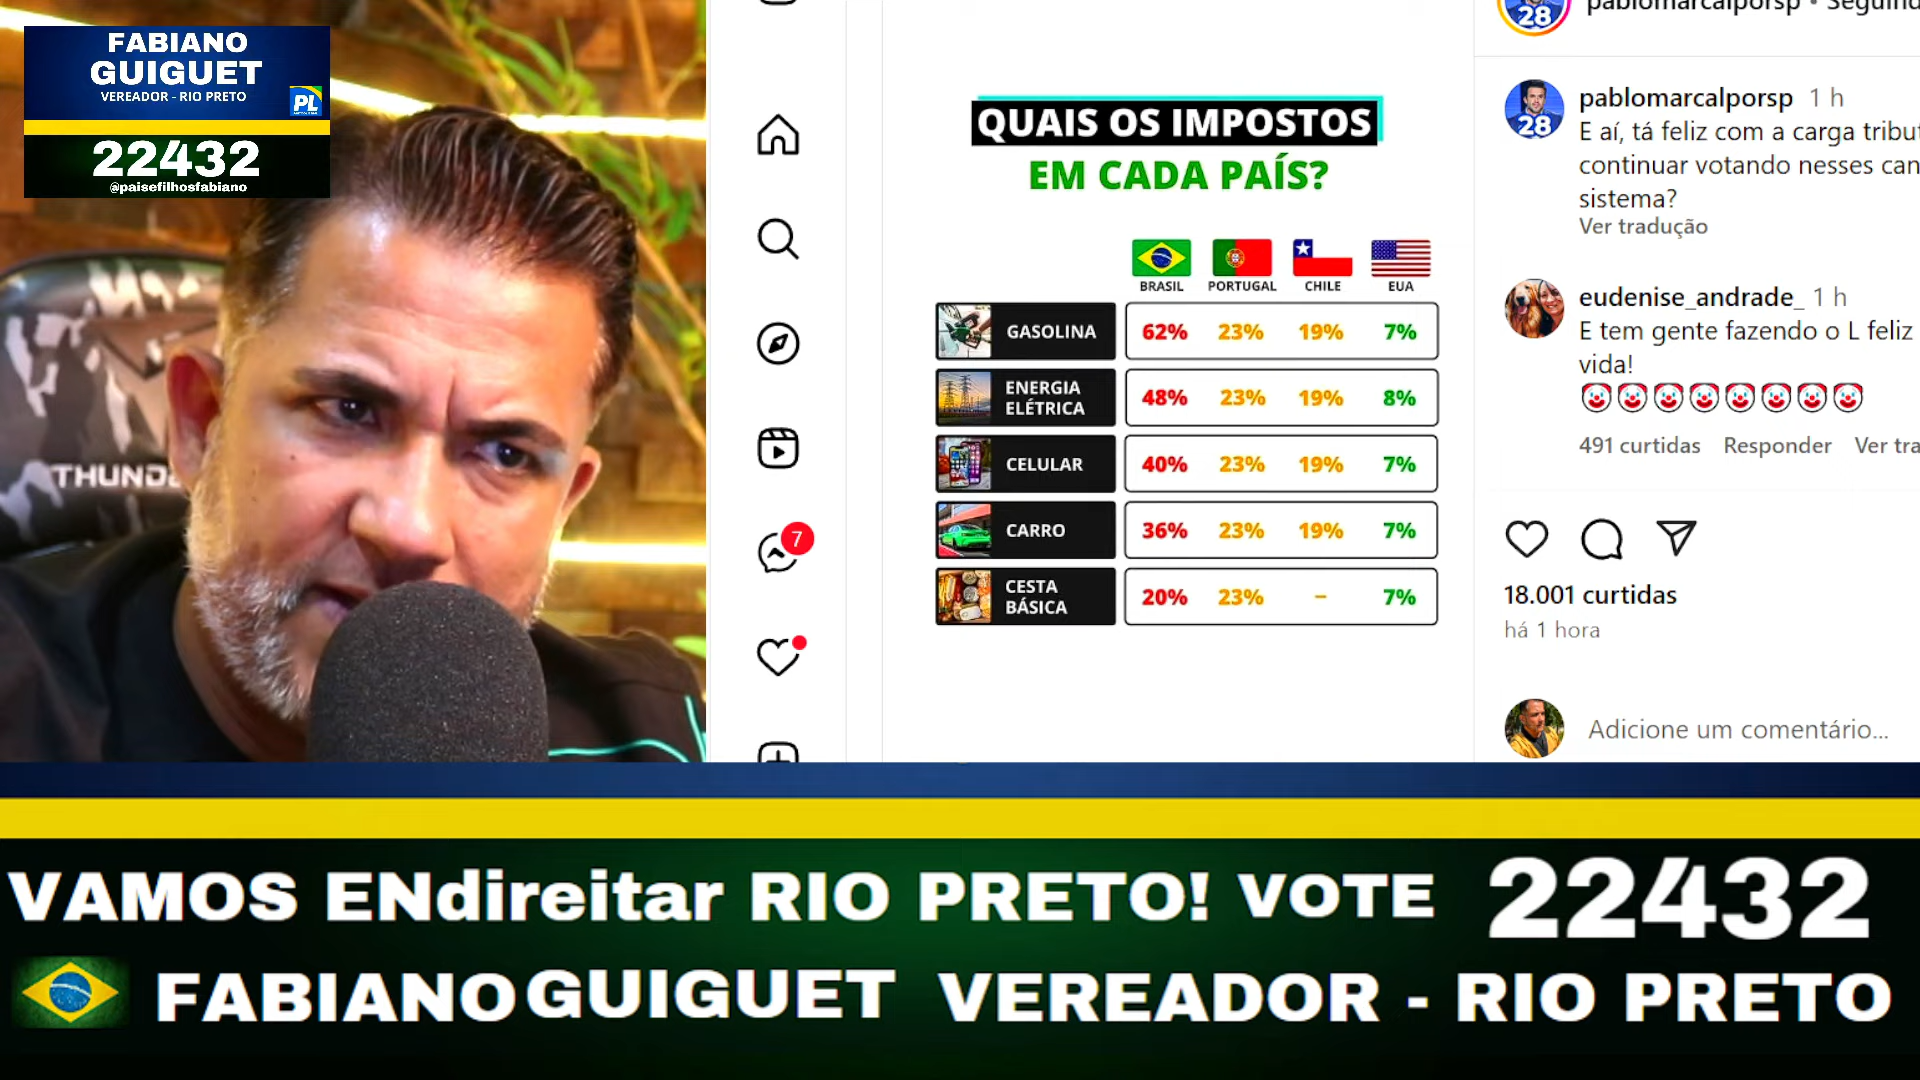 FABIANO
GUIGUET
VEREADOR - RIO PRETO
PL
22432
@paisefilhosfabiano
THUND
QUAIS OS IMPOSTOS
EM CADA PAÍS?
BRASIL PORTUGAL CHILE EUA
GASOLINA 62% 23% 19% 7%
ENERGIA
ELÉTRICA 48% 23% 19% 8%
CELULAR 40% 23% 19% 7%
CARRO 36% 23% 19% 7%
CESTA
BÁSICA 20% 23% – 7%
7
28
pablomarcalporsp • Seguind
28
pablomarcalporsp 1 h
E aí, tá feliz com a carga tribut
continuar votando nesses can
sistema?
Ver tradução
eudenise_andrade_ 1 h
E tem gente fazendo o L feliz
vida!
🤡🤡🤡🤡🤡🤡🤡🤡
491 curtidas Responder Ver tra
18.001 curtidas
há 1 hora
Adicione um comentário...
VAMOS ENdireitar RIO PRETO! VOTE 22432
FABIANO GUIGUET VEREADOR - RIO PRETO